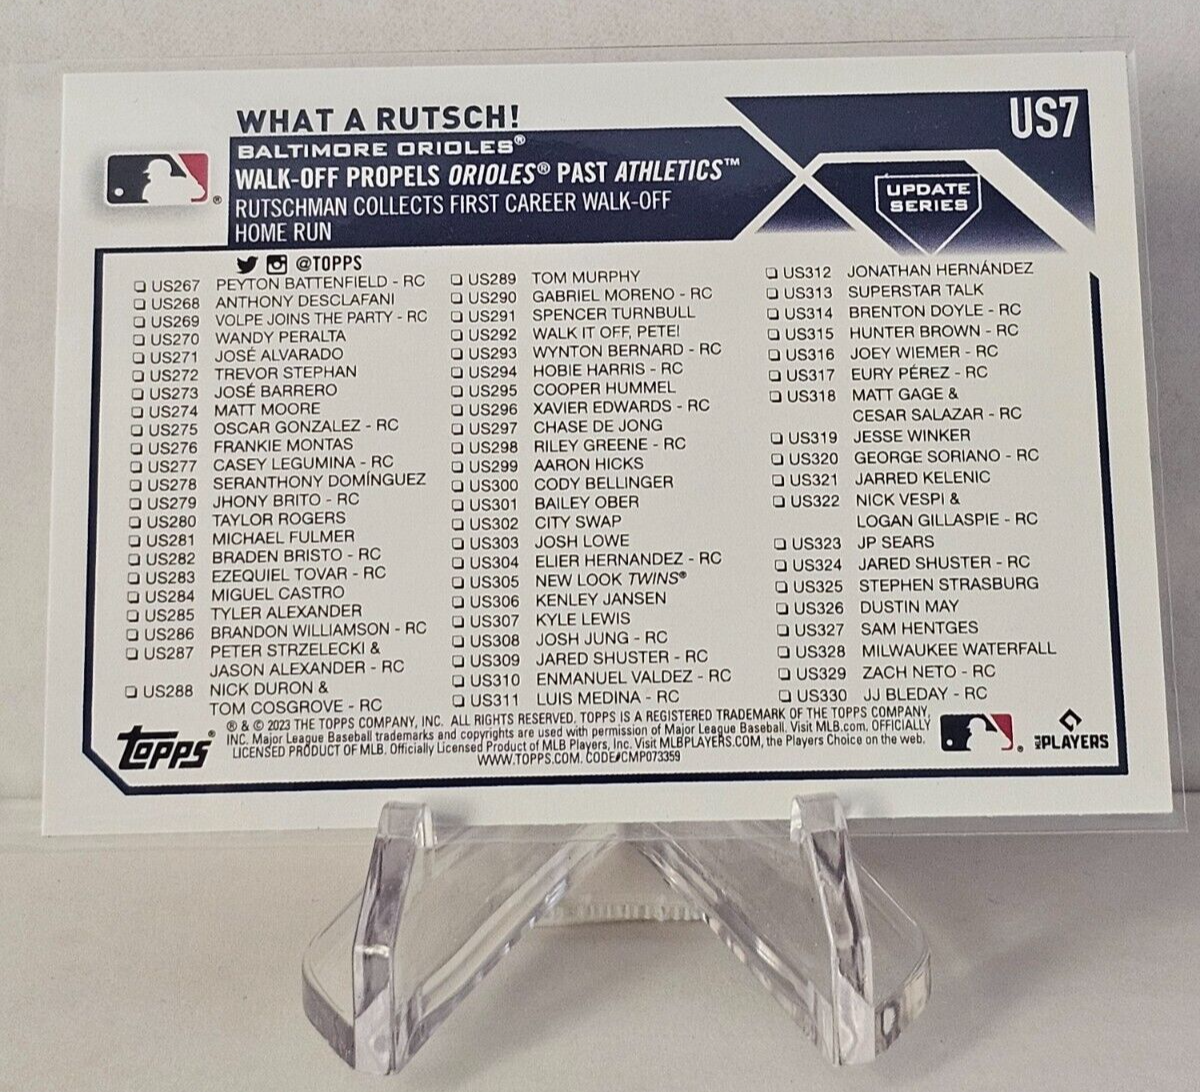 WHAT A RUTSCH!
US7
BALTIMORE ORIOLES®
WALK-OFF PROPELS ORIOLES® PAST ATHLETICS™
UPDATE
SERIES
RUTSCHMAN COLLECTS FIRST CAREER WALK-OFF
HOME RUN
@TOPPS
US267 PEYTON BATTENFIELD - RC
US268 ANTHONY DESCLAFANI
US269 VOLPE JOINS THE PARTY - RC
US270 WANDY PERALTA
US271 JOSÉ ALVARADO
US272 TREVOR STEPHAN
US273 JOSÉ BARRERO
US274 MATT MOORE
US275 OSCAR GONZALEZ - RC
US276 FRANKIE MONTAS
US277 CASEY LEGUMINA - RC
US278 SERANTHONY DOMÍNGUEZ
US279 JHONY BRITO - RC
US280 TAYLOR ROGERS
US281 MICHAEL FULMER
US282 BRADEN BRISTO - RC
US283 EZEQUIEL TOVAR - RC
US284 MIGUEL CASTRO
US285 TYLER ALEXANDER
US286 BRANDON WILLIAMSON - RC
US287 PETER STRZELECKI &
JASON ALEXANDER - RC
US288 NICK DURON &
TOM COSGROVE - RC
US289 TOM MURPHY
US290 GABRIEL MORENO - RC
US291 SPENCER TURNBULL
US292 WALK IT OFF, PETE!
US293 WYNTON BERNARD - RC
US294 HOBIE HARRIS - RC
US295 COOPER HUMMEL
US296 XAVIER EDWARDS - RC
US297 CHASE DE JONG
US298 RILEY GREENE - RC
US299 AARON HICKS
US300 CODY BELLINGER
US301 BAILEY OBER
US302 CITY SWAP
US303 JOSH LOWE
US304 ELIER HERNANDEZ - RC
US305 NEW LOOK TWINS®
US306 KENLEY JANSEN
US307 KYLE LEWIS
US308 JOSH JUNG - RC
US309 JARED SHUSTER - RC
US310 ENMANUEL VALDEZ - RC
US311 LUIS MEDINA - RC
US312 JONATHAN HERNÁNDEZ
US313 SUPERSTAR TALK
US314 BRENTON DOYLE - RC
US315 HUNTER BROWN - RC
US316 JOEY WIEMER - RC
US317 EURY PÉREZ - RC
US318 MATT GAGE &
CESAR SALAZAR - RC
US319 JESSE WINKER
US320 GEORGE SORIANO - RC
US321 JARRED KELENIC
US322 NICK VESPI &
LOGAN GILLASPIE - RC
US323 JP SEARS
US324 JARED SHUSTER - RC
US325 STEPHEN STRASBURG
US326 DUSTIN MAY
US327 SAM HENTGES
US328 MILWAUKEE WATERFALL
US329 ZACH NETO - RC
US330 JJ BLEDAY - RC
Topps®
® & © 2023 THE TOPPS COMPANY, INC. ALL RIGHTS RESERVED. TOPPS IS A REGISTERED TRADEMARK OF THE TOPPS COMPANY,
INC. Major League Baseball trademarks and copyrights are used with permission of Major League Baseball. Visit MLB.com. OFFICIALLY
LICENSED PRODUCT OF MLB. Officially Licensed Product of MLB Players, Inc. Visit MLBPLAYERS.COM, the Players Choice on the web.
WWW.TOPPS.COM. CODE#CMP073359
MLB PLAYERS